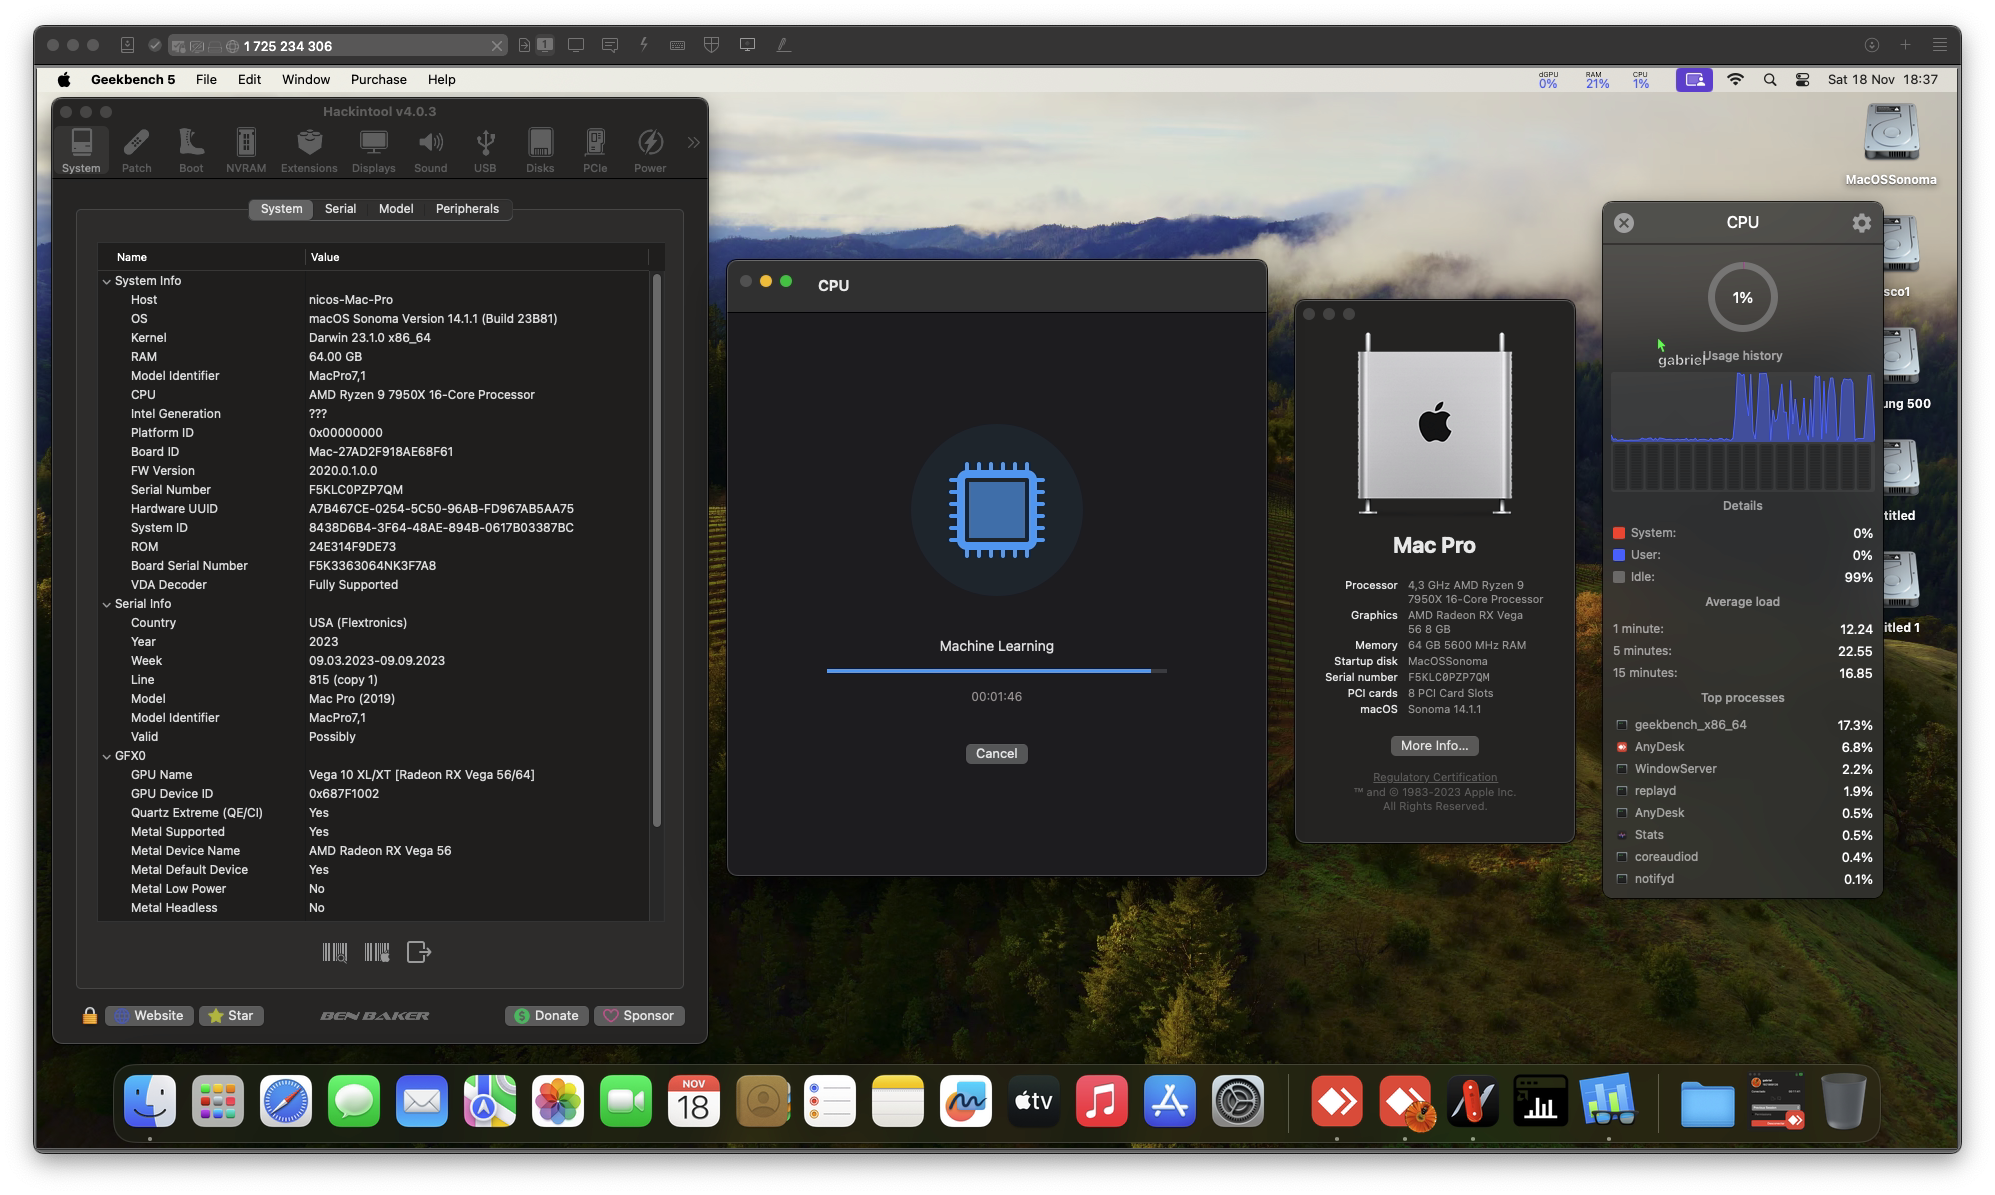 1 725 234 306
1
Geekbench 5 File Edit Window Purchase Help
dGPU 0% RAM 21% CPU 1% Sat 18 Nov 18:37
Hackintool v4.0.3
System Patch Boot NVRAM Extensions Displays Sound USB Disks PCIe Power
System Serial Model Peripherals
Name Value
System Info
Host nicos-Mac-Pro
OS macOS Sonoma Version 14.1.1 (Build 23B81)
Kernel Darwin 23.1.0 x86_64
RAM 64.00 GB
Model Identifier MacPro7,1
CPU AMD Ryzen 9 7950X 16-Core Processor
Intel Generation ???
Platform ID 0x00000000
Board ID Mac-27AD2F918AE68F61
FW Version 2020.0.1.0.0
Serial Number F5KLC0PZP7QM
Hardware UUID A7B467CE-0254-5C50-96AB-FD967AB5AA75
System ID 8438D6B4-3F64-48AE-894B-0617B03387BC
ROM 24E314F9DE73
Board Serial Number F5K3363064NK3F7A8
VDA Decoder Fully Supported
Serial Info
Country USA (Flextronics)
Year 2023
Week 09.03.2023-09.09.2023
Line 815 (copy 1)
Model Mac Pro (2019)
Model Identifier MacPro7,1
Valid Possibly
GFX0
GPU Name Vega 10 XL/XT [Radeon RX Vega 56/64]
GPU Device ID 0x687F1002
Quartz Extreme (QE/CI) Yes
Metal Supported Yes
Metal Device Name AMD Radeon RX Vega 56
Metal Default Device Yes
Metal Low Power No
Metal Headless No
Website Star BEN BAKER Donate Sponsor
CPU
Machine Learning
00:01:46
Cancel
Mac Pro
Processor 4,3 GHz AMD Ryzen 9
7950X 16-Core Processor
Graphics AMD Radeon RX Vega
56 8 GB
Memory 64 GB 5600 MHz RAM
Startup disk MacOSSonoma
Serial number F5KLC0PZP7QM
PCI cards 8 PCI Card Slots
macOS Sonoma 14.1.1
More Info...
Regulatory Certification
™ and © 1983-2023 Apple Inc.
All Rights Reserved.
CPU
1%
gabriel
Usage history
Details
System: 0%
User: 0%
Idle: 99%
Average load
1 minute: 12.24
5 minutes: 22.55
15 minutes: 16.85
Top processes
geekbench_x86_64 17.3%
AnyDesk 6.8%
WindowServer 2.2%
replayd 1.9%
AnyDesk 0.5%
Stats 0.5%
coreaudiod 0.4%
notifyd 0.1%
MacOSSonoma
sco1
ung 500
titled
itled 1
NOV
18
tv